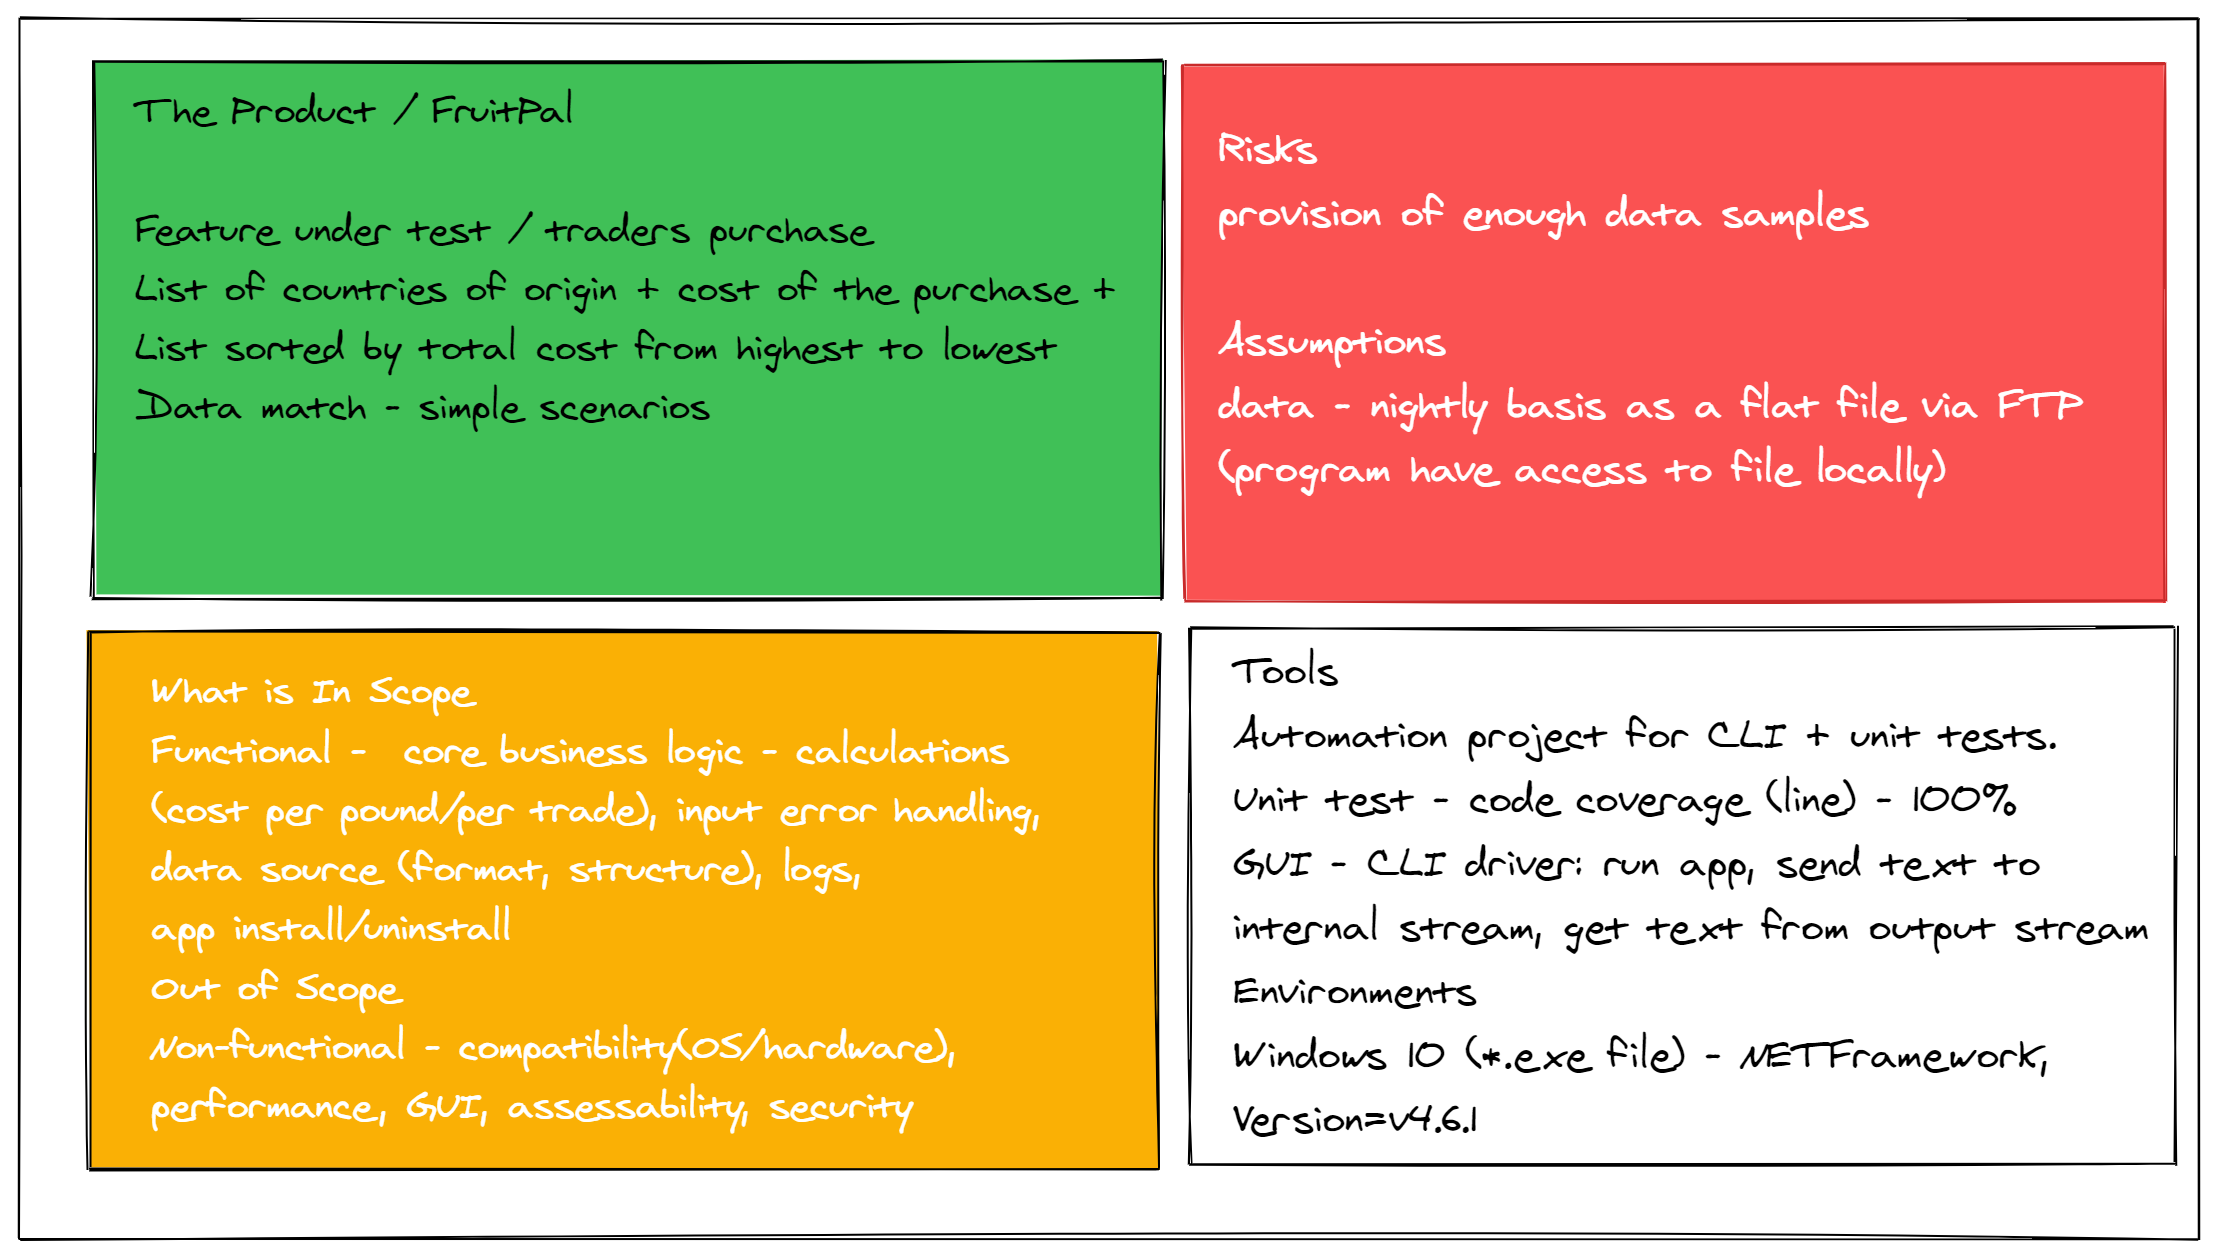 The Product / FruitPal
Feature under test / traders purchase
List of countries of origin + cost of the purchase +
List sorted by total cost from highest to lowest
Data match - simple scenarios
Risks
provision of enough data samples
Assumptions
data - nightly basis as a flat file via FTP
(program have access to file locally)
What is In Scope
Functional - core business logic - calculations
(cost per pound/per trade), input error handling,
data source (format, structure), logs,
app install/uninstall
Out of Scope
Non-functional - compatibility(OS/hardware),
performance, GUI, assessability, security
Tools
Automation project for CLI + unit tests.
Unit test - code coverage (line) - 100%
GUI - CLI driver: run app, send text to
internal stream, get text from output stream
Environments
Windows 10 (*.exe file) - NETFramework,
Version=v4.6.1